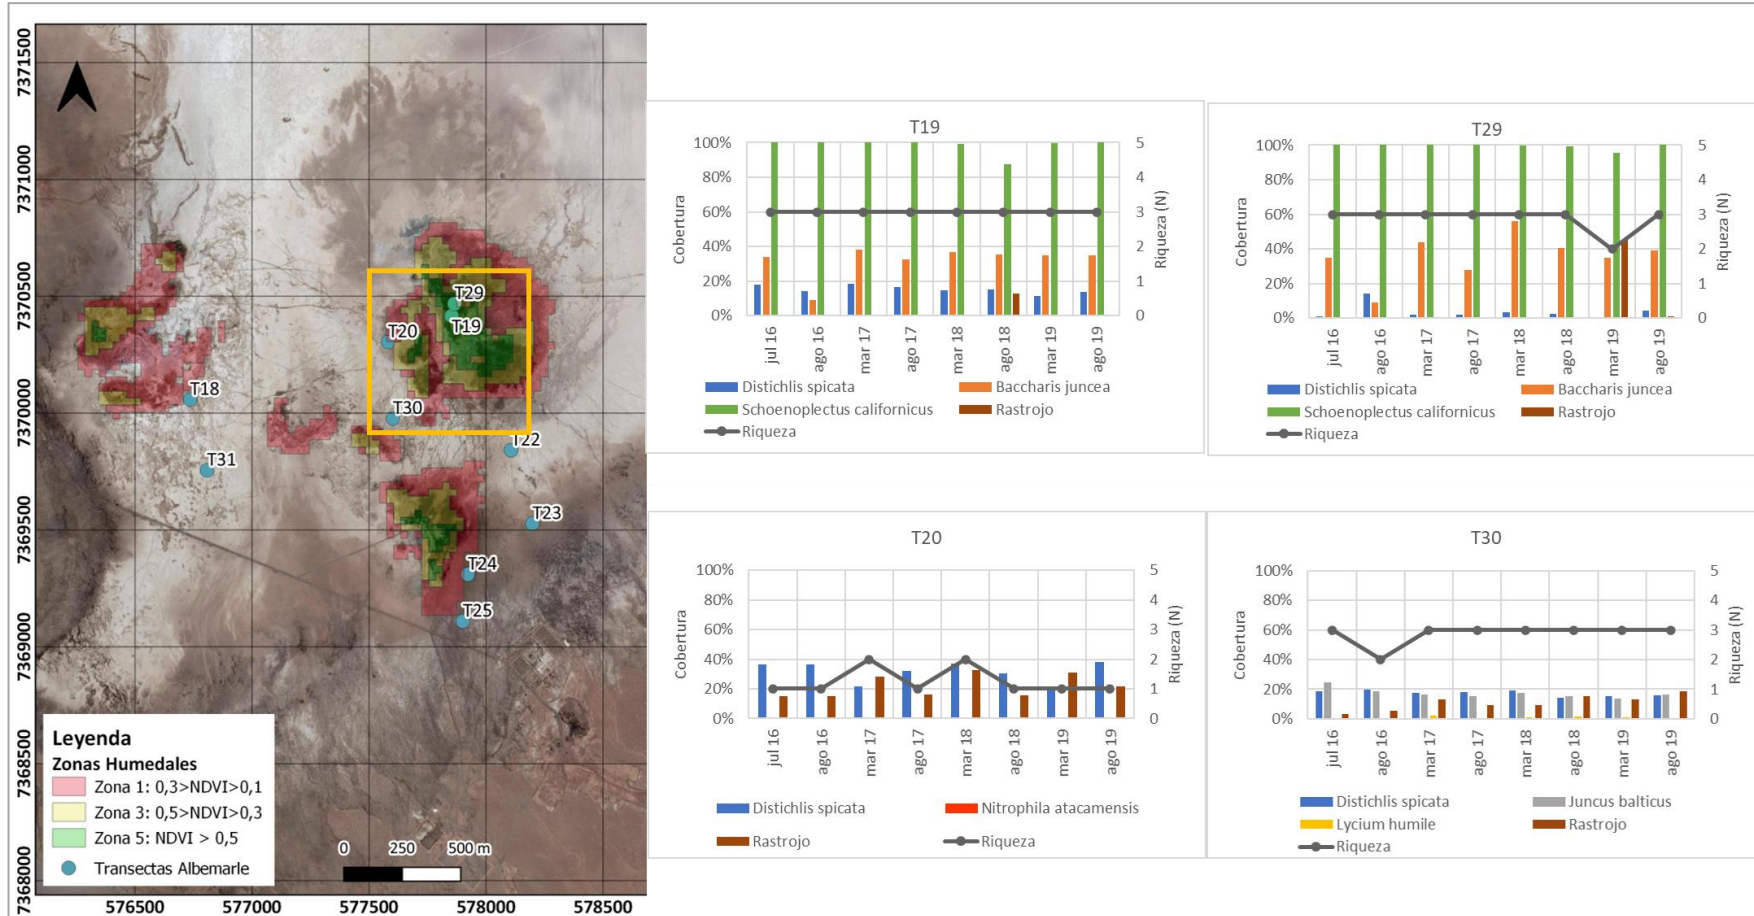 7371500
7371000
7370500
7370000
7369500
7369000
7368500
7368000
T29
T19
T20
T18
T30
T22
T31
T23
T24
T25
Leyenda
Zonas Humedales
Zona 1: 0,3>NDVI>0,1
Zona 3: 0,5>NDVI>0,3
Zona 5: NDVI > 0,5
Transectas Albemarle
0 250 500 m
576500 577000 577500 578000 578500
T19
100% 5
80% 4
60% 3
40% 2
20% 1
0% 0
Cobertura
Riqueza (N)
jul 16 ago 16 mar 17 ago 17 mar 18 ago 18 mar 19 ago 19
Distichlis spicata Baccharis juncea
Schoenoplectus californicus Rastrojo
Riqueza
T29
100% 5
80% 4
60% 3
40% 2
20% 1
0% 0
Cobertura
Riqueza (N)
jul 16 ago 16 mar 17 ago 17 mar 18 ago 18 mar 19 ago 19
Distichlis spicata Baccharis juncea
Schoenoplectus californicus Rastrojo
Riqueza
T20
100% 5
80% 4
60% 3
40% 2
20% 1
0% 0
Cobertura
Riqueza (N)
jul 16 ago 16 mar 17 ago 17 mar 18 ago 18 mar 19 ago 19
Distichlis spicata Nitrophila atacamensis
Rastrojo Riqueza
T30
100% 5
80% 4
60% 3
40% 2
20% 1
0% 0
Cobertura
Riqueza (N)
jul 16 ago 16 mar 17 ago 17 mar 18 ago 18 mar 19 ago 19
Distichlis spicata Juncus balticus
Lycium humile Rastrojo
Riqueza